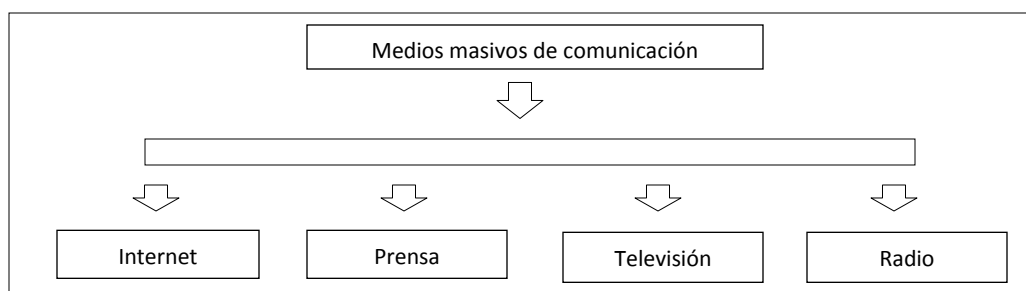 Medios masivos de comunicación
Internet
Prensa
Televisión
Radio